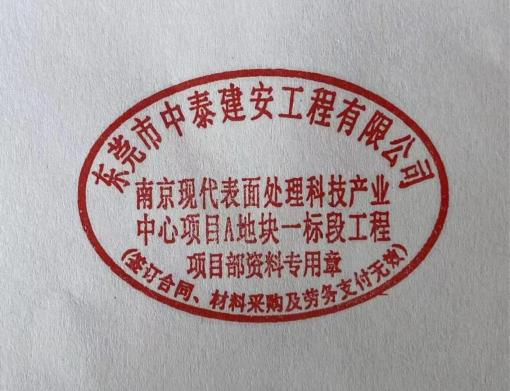 东莞市中泰建安工程有限公司
南京现代表面处理科技产业
中心项目A地块一标段工程
项目部资料专用章
(签订合同、材料采购及劳务支付无效)